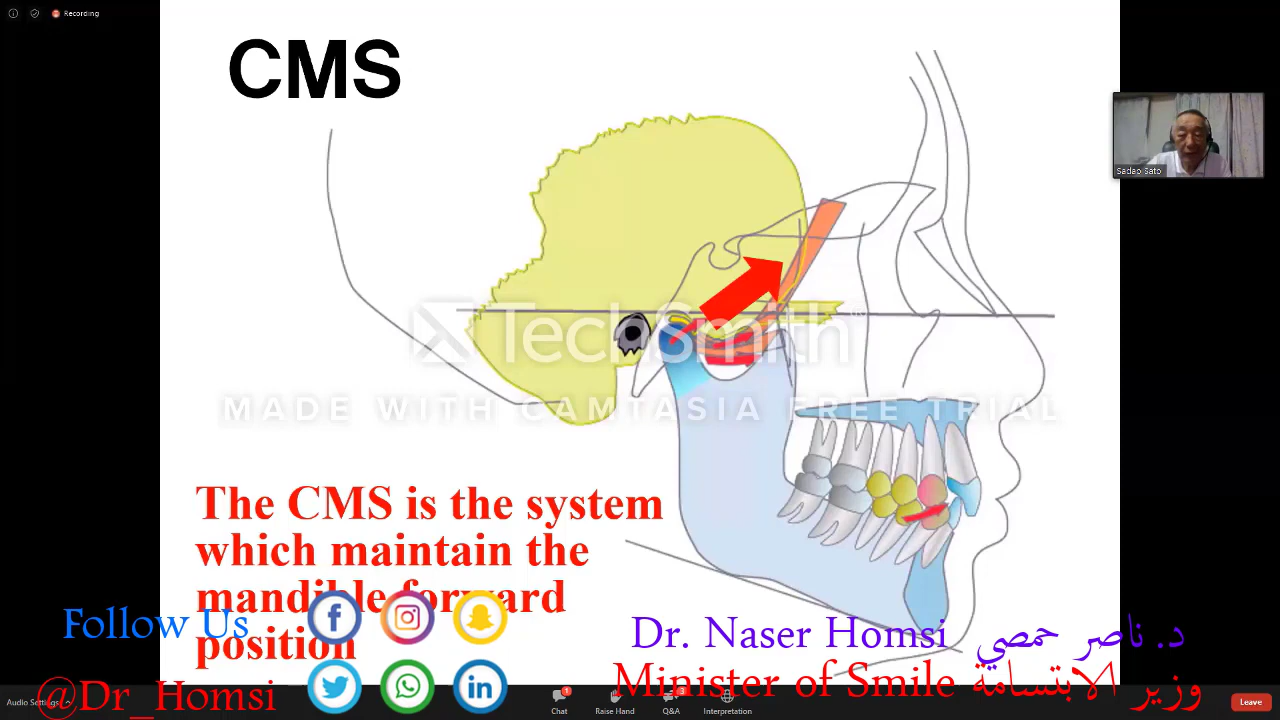 Recording
CMS
Sadao Sato
TechSmith
MADE WITH CAMTASIA FREE TRIAL
The CMS is the system
which maintain the
mandible forward
position
Follow Us
@Dr_Homsi
Dr. Naser Homsi د. ناصر حمصي
Minister of Smile وزير الابتسامة
Audio Settings
Chat
1
Raise Hand
Q&A
3
Interpretation
Leave